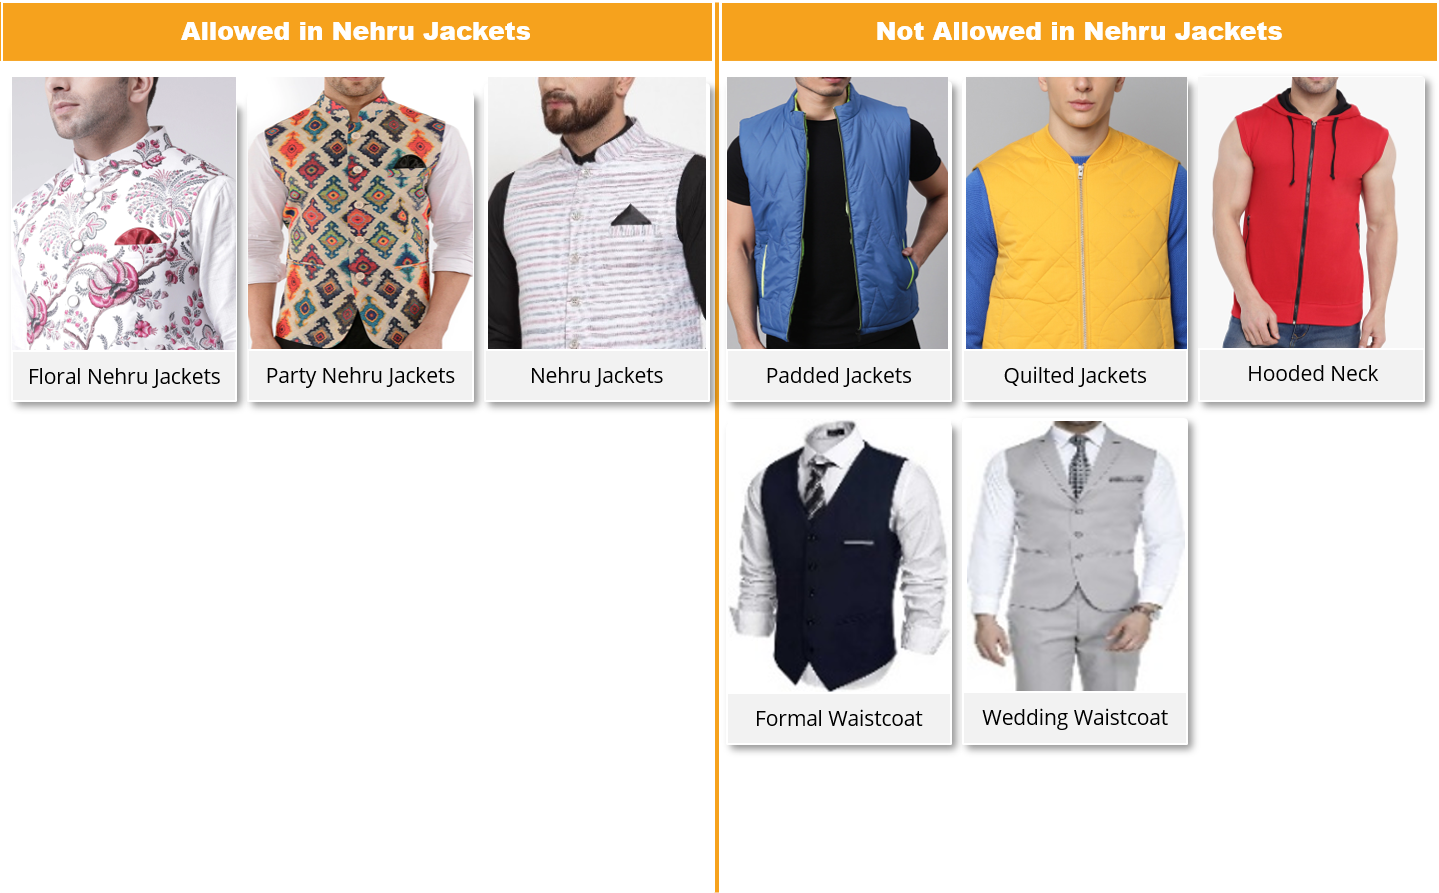 Allowed in Nehru Jackets
Not Allowed in Nehru Jackets
Floral Nehru Jackets
Party Nehru Jackets
Nehru Jackets
Padded Jackets
Quilted Jackets
Hooded Neck
Formal Waistcoat
Wedding Waistcoat